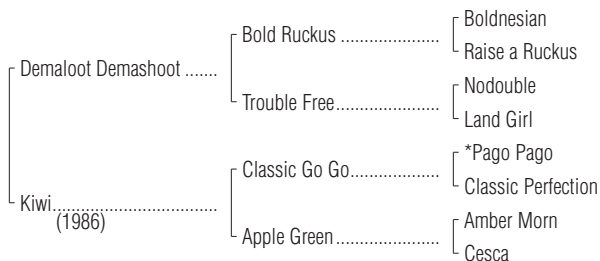 Boldnesian
Bold Ruckus .....................
Raise a Ruckus
Demaloot Demashoot .......
Nodouble
Trouble Free......................
Land Girl
*Pago Pago
Classic Go Go...................
Classic Perfection
Kiwi..................................
(1986)
Amber Morn
Apple Green......................
Cesca